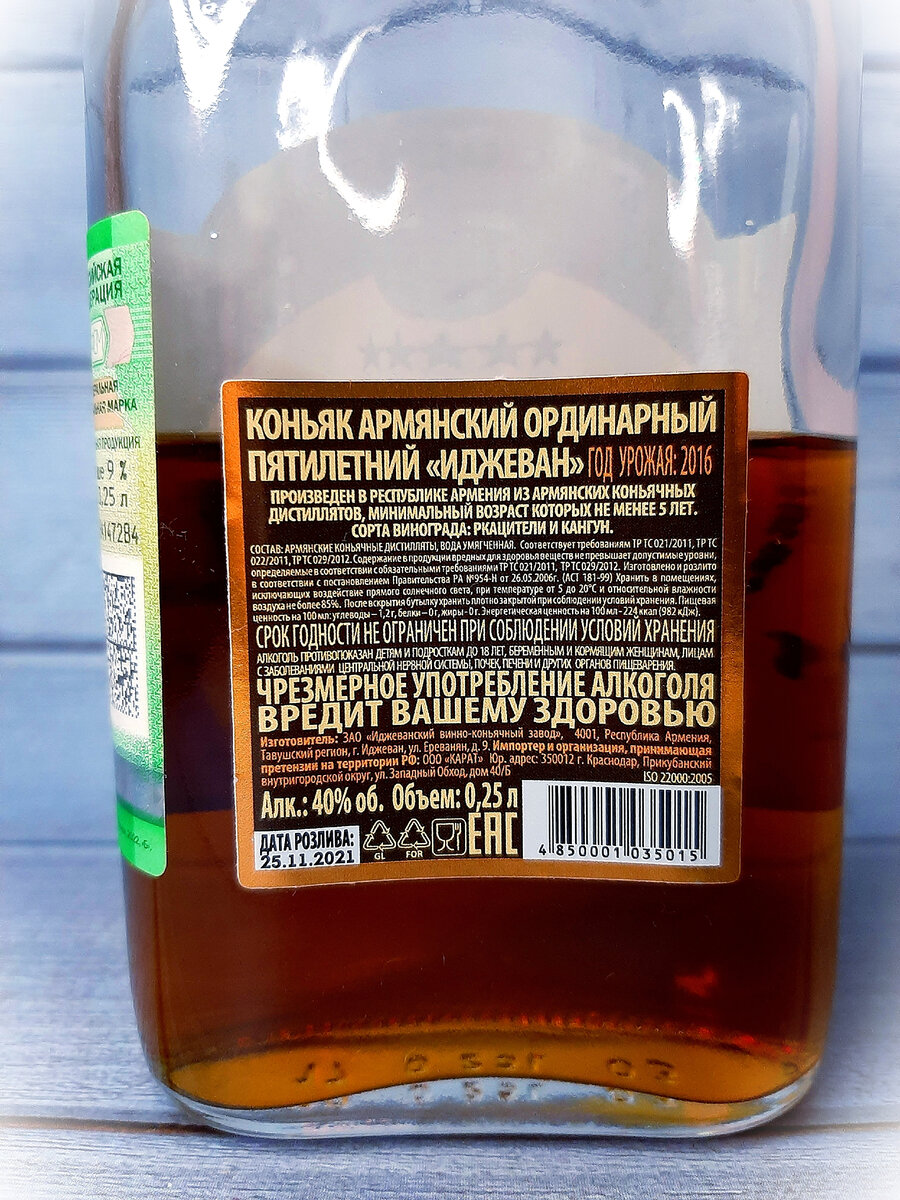 КОНЬЯК АРМЯНСКИЙ ОРДИНАРНЫЙ
ПЯТИЛЕТНИЙ «ИДЖЕВАН» ГОД УРОЖАЯ: 2016
ПРОИЗВЕДЕН В РЕСПУБЛИКЕ АРМЕНИЯ ИЗ АРМЯНСКИХ КОНЬЯЧНЫХ
ДИСТИЛЛЯТОВ, МИНИМАЛЬНЫЙ ВОЗРАСТ КОТОРЫХ НЕ МЕНЕЕ 5 ЛЕТ.
СОРТА ВИНОГРАДА: РКАЦИТЕЛИ И КАНГУН.
СОСТАВ: АРМЯНСКИЕ КОНЬЯЧНЫЕ ДИСТИЛЛЯТЫ, ВОДА УМЯГЧЕННАЯ. Соответствует требованиям ТР ТС 021/2011, ТР ТС
022/2011, ТР ТС 029/2012. Содержание в продукции вредных для здоровья веществ не превышает допустимые уровни,
определяемые в соответствии с обязательными требованиями ТР ТС 021/2011, ТР ТС 029/2012. Изготовлено и розлито
в соответствии с постановлением Правительства РА №954-Н от 26.05.2006г. (АСТ 181-99) Хранить в помещениях,
исключающих воздействие прямого солнечного света, при температуре от 5 до 20°С и относительной влажности
воздуха не более 85%. После вскрытия бутылку хранить плотно закрытой при соблюдении условий хранения. Пищевая
ценность на 100 мл: углеводы – 1,2 г, белки – 0 г, жиры - 0 г. Энергетическая ценность на 100 мл - 224 ккал (982 кДж).
СРОК ГОДНОСТИ НЕ ОГРАНИЧЕН ПРИ СОБЛЮДЕНИИ УСЛОВИЙ ХРАНЕНИЯ
АЛКОГОЛЬ ПРОТИВОПОКАЗАН ДЕТЯМ И ПОДРОСТКАМ ДО 18 ЛЕТ, БЕРЕМЕННЫМ И КОРМЯЩИМ ЖЕНЩИНАМ, ЛИЦАМ
С ЗАБОЛЕВАНИЯМИ ЦЕНТРАЛЬНОЙ НЕРВНОЙ СИСТЕМЫ, ПОЧЕК, ПЕЧЕНИ И ДРУГИХ ОРГАНОВ ПИЩЕВАРЕНИЯ.
ЧРЕЗМЕРНОЕ УПОТРЕБЛЕНИЕ АЛКОГОЛЯ
ВРЕДИТ ВАШЕМУ ЗДОРОВЬЮ
Изготовитель: ЗАО «Иджеванский винно-коньячный завод», 4001, Республика Армения,
Тавушский регион, г. Иджеван, ул. Ереванян, д. 9. Импортер и организация, принимающая
претензии на территории РФ: ООО «КАРАТ» Юр. адрес: 350012 г. Краснодар, Прикубанский
внутригородской округ, ул. Западный Обход, дом 40/Б
ISO 22000:2005
Алк.: 40% об. Объем: 0,25 л
ДАТА РОЗЛИВА:
25.11.2021
GL FOR EAC
4 850001 035015
МАРКА
9 %
147284